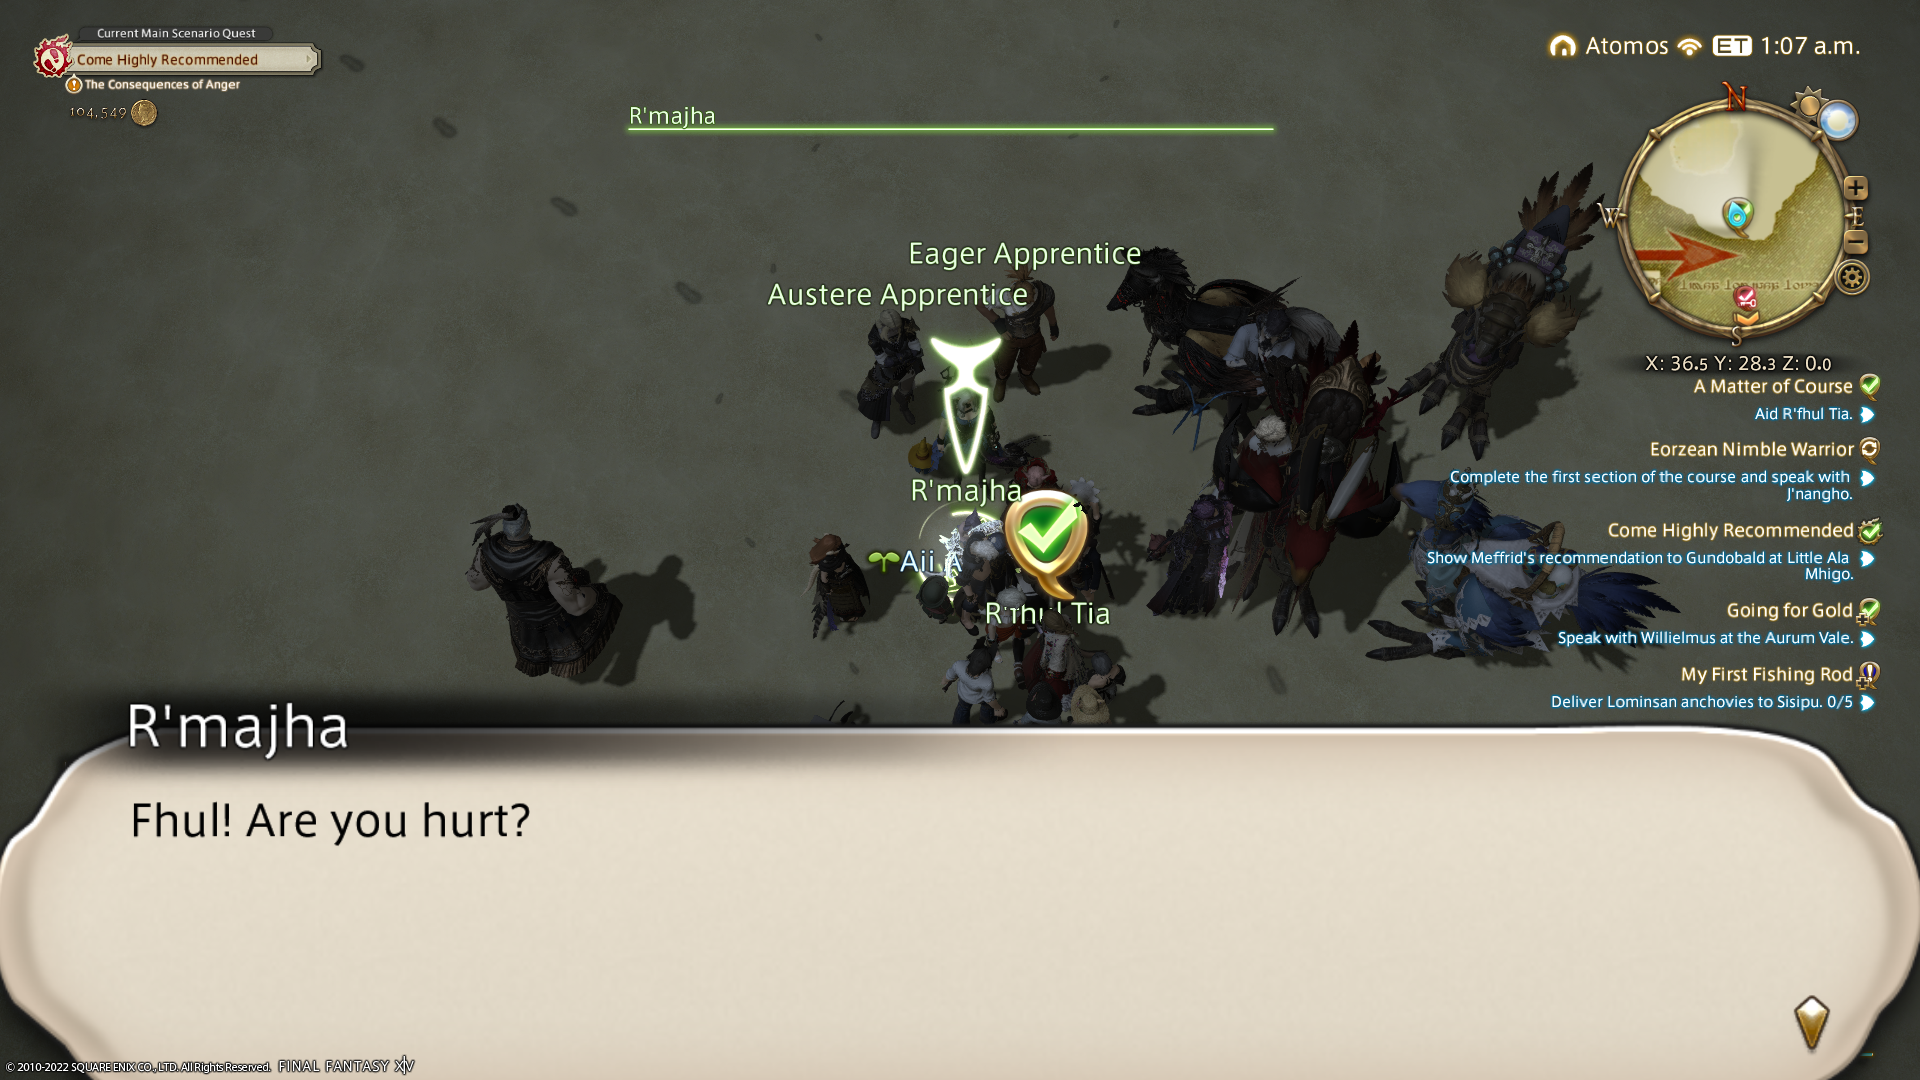 Current Main Scenario Quest
Come Highly Recommended
The Consequences of Anger
104,549
Atomos ET 1:07 a.m.
R'majha
N
W
E
S
X: 36.5 Y: 28.3 Z: 0.0
Eager Apprentice
Austere Apprentice
R'majha
Aii A
R'fhul Tia
A Matter of Course
Aid R'fhul Tia.
Eorzean Nimble Warrior
Complete the first section of the course and speak with
J'nangho.
Come Highly Recommended
Show Meffrid's recommendation to Gundobald at Little Ala
Mhigo.
Going for Gold
Speak with Willielmus at the Aurum Vale.
My First Fishing Rod
Deliver Lominsan anchovies to Sisipu. 0/5
R'majha
Fhul! Are you hurt?
© 2010-2022 SQUARE ENIX CO., LTD. All Rights Reserved. FINAL FANTASY XIV